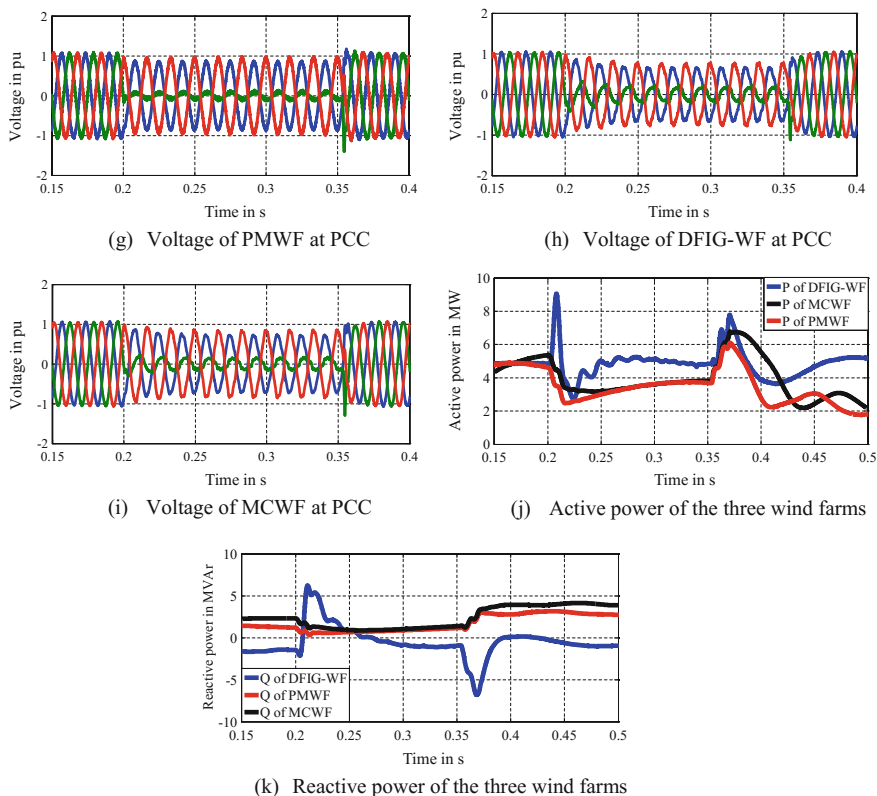 2
1
0
-1
2
0.15
0.2
0.25
0.3
0.35
0.4
Voltage in pu
Time in s
(g) Voltage of PMWF at PCC
2
1
0
-1
-2
0.15
0.2
0.25
0.3
0.35
0.4
Voltage in pu
Time in s
(h) Voltage of DFIG-WF at PCC
2
1
0
-1
2
0.15
0.2
0.25
0.3
0.35
0.4
Voltage in pu
Time in s
(i) Voltage of MCWF at PCC
10
8
6
4
2
0
0.15
0.2
0.25
0.3
0.35
0.4
0.45
0.5
Active power in MW
P of DFIG-WF
P of MCWF
P of PMWF
Time in s
(j) Active power of the three wind farms
10
5
0
-5
-10
0.15
0.2
0.25
0.3
0.35
0.4
0.45
0.5
Reactive power in MVAr
Q of DFIG-WF
Q of PMWF
Q of MCWF
Time in s
(k) Reactive power of the three wind farms